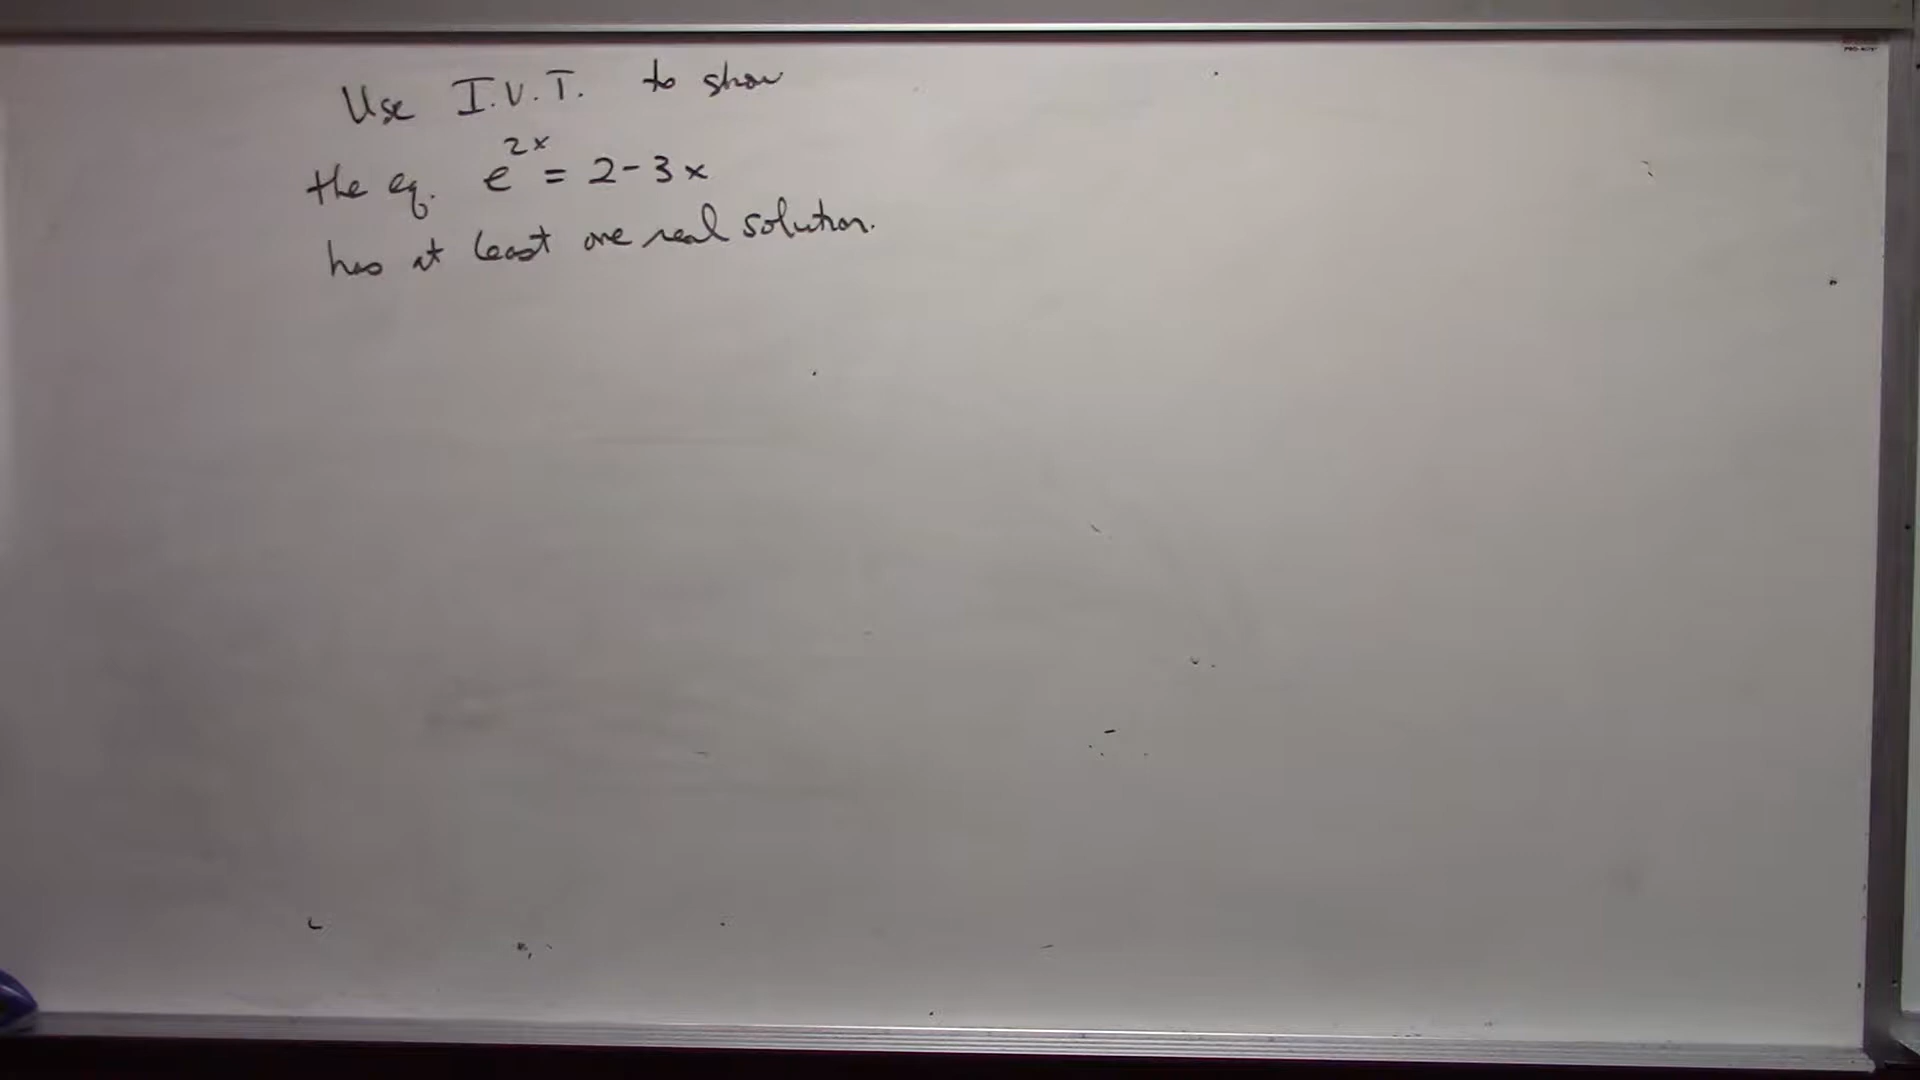 Use I.V.T. to show
the eq. e^{2x} = 2-3x
has at least one real solution.